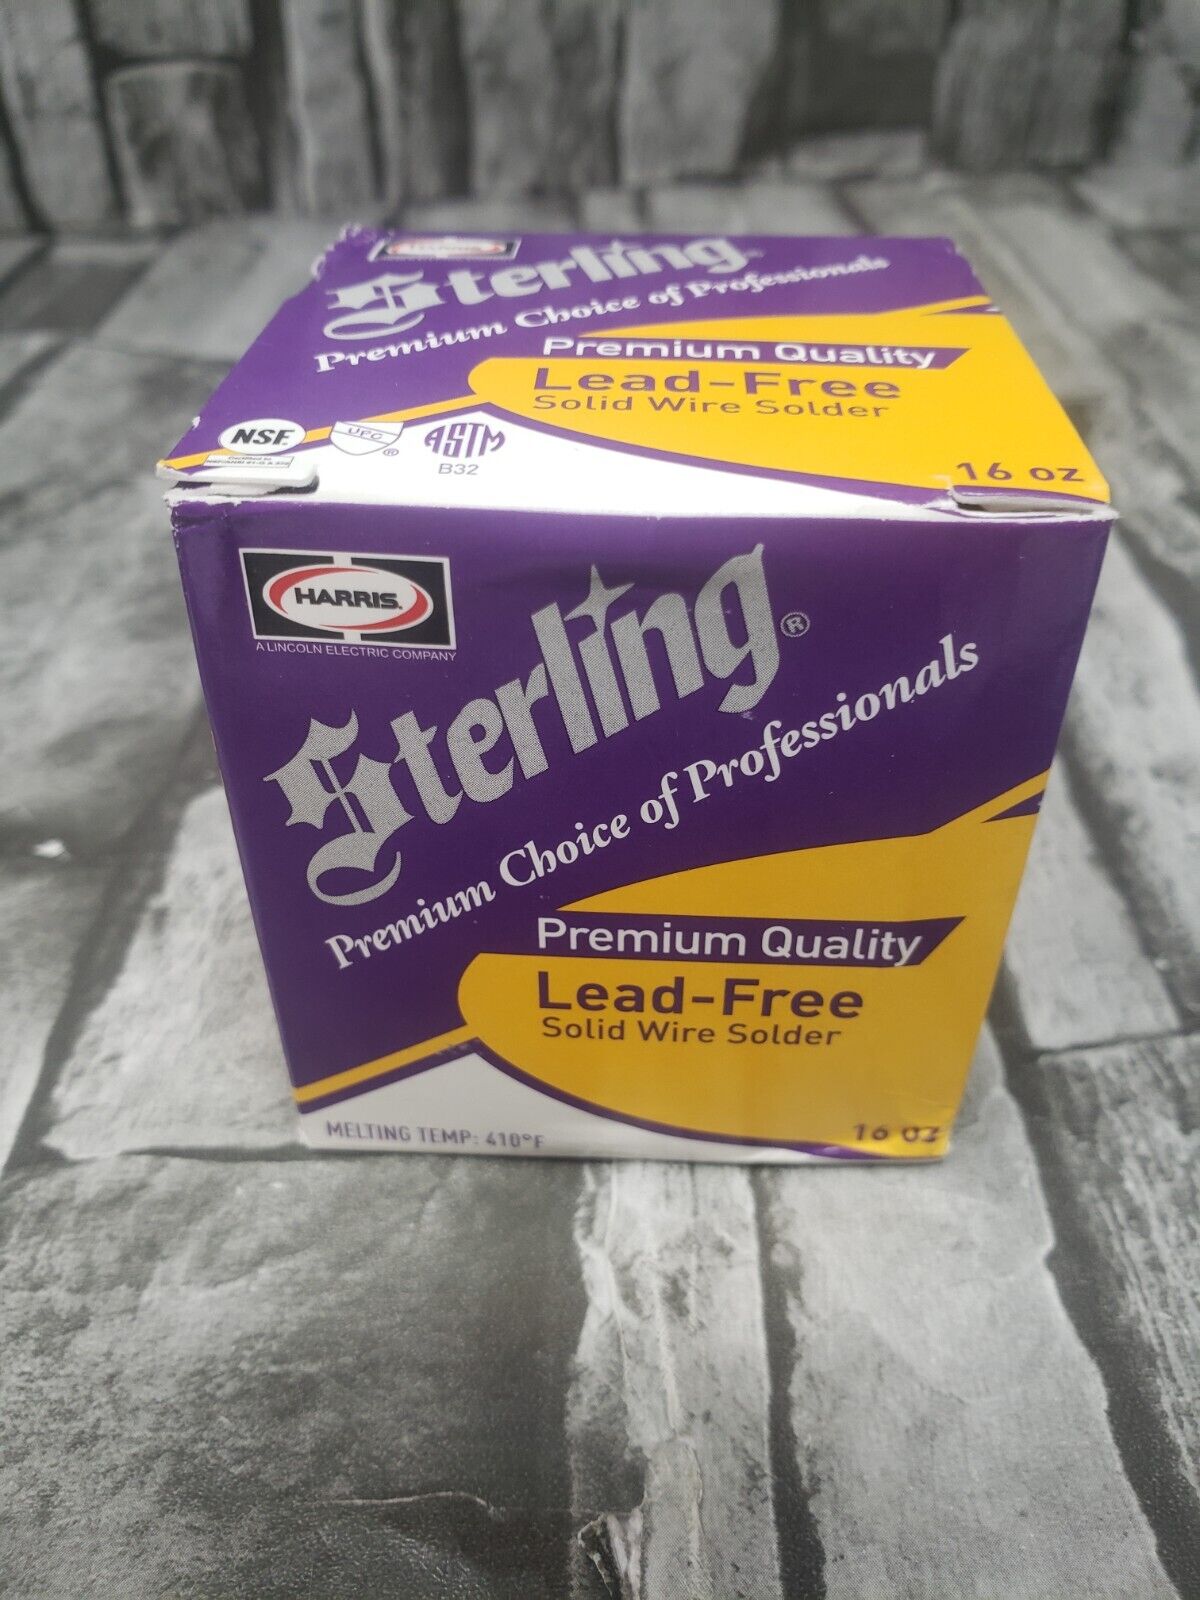 Sterling
Premium Choice of Professionals
Premium Quality
Lead-Free
Solid Wire Solder
NSF.
UPC
®
ASTM
B32
16 oz
HARRIS.
A LINCOLN ELECTRIC COMPANY
Sterling®
Premium Choice of Professionals
Premium Quality
Lead-Free
Solid Wire Solder
MELTING TEMP: 410°F
16 oz